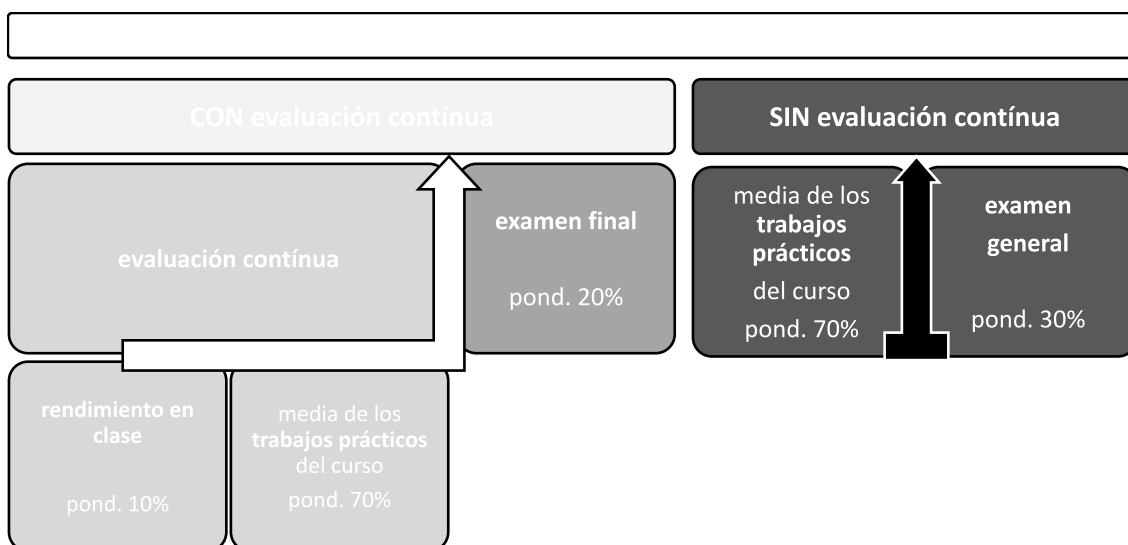 CON evaluación contínua
SIN evaluación contínua
evaluación contínua
examen final
pond. 20%
media de los
trabajos
prácticos
del curso
pond. 70%
examen
general
pond. 30%
rendimiento en
clase
pond. 10%
media de los
trabajos prácticos
del curso
pond. 70%